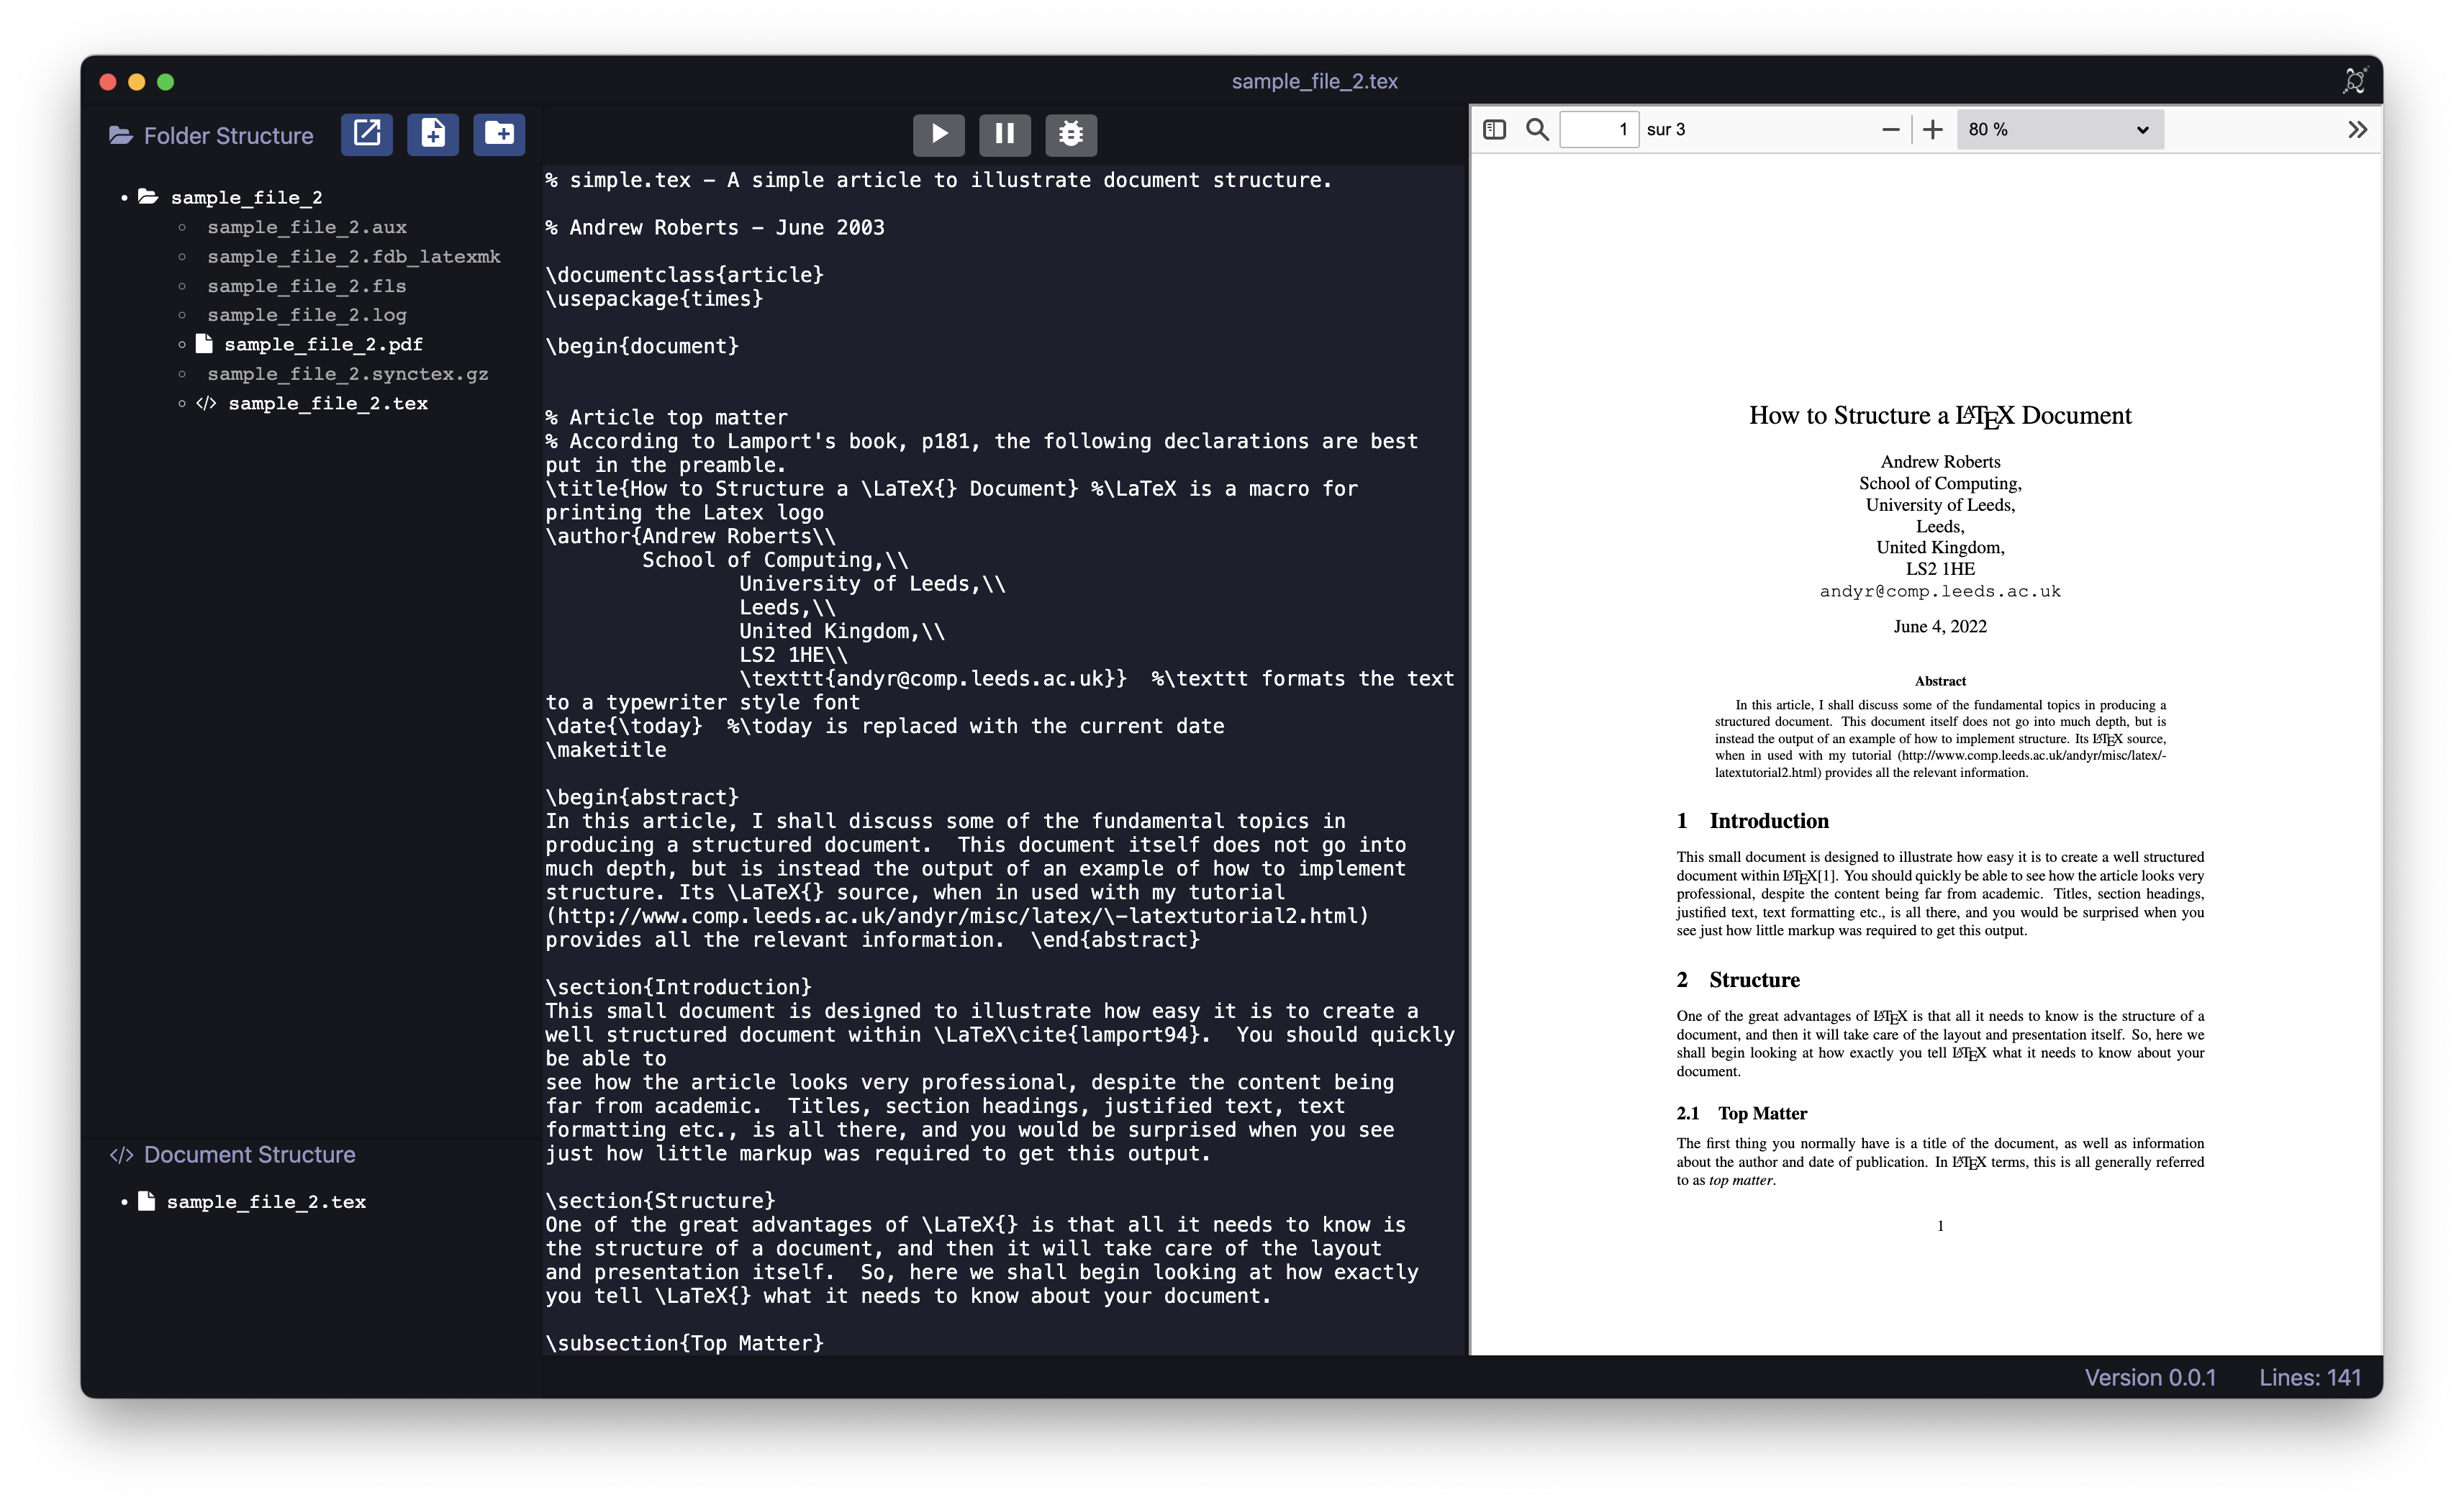 sample_file_2.tex
Folder Structure
sample_file_2
sample_file_2.aux
sample_file_2.fdb_latexmk
sample_file_2.fls
sample_file_2.log
sample_file_2.pdf
sample_file_2.synctex.gz
</> sample_file_2.tex
</> Document Structure
sample_file_2.tex
% simple.tex – A simple article to illustrate document structure.
% Andrew Roberts – June 2003
\documentclass{article}
\usepackage{times}
\begin{document}
% Article top matter
% According to Lamport's book, p181, the following declarations are best
put in the preamble.
\title{How to Structure a \LaTeX{} Document} %\LaTeX is a macro for
printing the Latex logo
\author{Andrew Roberts\\
School of Computing,\\
University of Leeds,\\
Leeds,\\
United Kingdom,\\
LS2 1HE\\
\texttt{andyr@comp.leeds.ac.uk}}  %\texttt formats the text
to a typewriter style font
\date{\today}  %\today is replaced with the current date
\maketitle
\begin{abstract}
In this article, I shall discuss some of the fundamental topics in
producing a structured document.  This document itself does not go into
much depth, but is instead the output of an example of how to implement
structure. Its \LaTeX{} source, when in used with my tutorial
(http://www.comp.leeds.ac.uk/andyr/misc/latex/\-latextutorial2.html)
provides all the relevant information.  \end{abstract}
\section{Introduction}
This small document is designed to illustrate how easy it is to create a
well structured document within \LaTeX\cite{lamport94}.  You should quickly
be able to
see how the article looks very professional, despite the content being
far from academic.  Titles, section headings, justified text, text
formatting etc., is all there, and you would be surprised when you see
just how little markup was required to get this output.
\section{Structure}
One of the great advantages of \LaTeX{} is that all it needs to know is
the structure of a document, and then it will take care of the layout
and presentation itself.  So, here we shall begin looking at how exactly
you tell \LaTeX{} what it needs to know about your document.
\subsection{Top Matter}
1 sur 3
80 %
How to Structure a LATEX Document
Andrew Roberts
School of Computing,
University of Leeds,
Leeds,
United Kingdom,
LS2 1HE
andyr@comp.leeds.ac.uk
June 4, 2022
Abstract
In this article, I shall discuss some of the fundamental topics in producing a
structured document. This document itself does not go into much depth, but is
instead the output of an example of how to implement structure. Its LATEX source,
when in used with my tutorial (http://www.comp.leeds.ac.uk/andyr/misc/latex/-
latextutorial2.html) provides all the relevant information.
1 Introduction
This small document is designed to illustrate how easy it is to create a well structured
document within LATEX[1]. You should quickly be able to see how the article looks very
professional, despite the content being far from academic. Titles, section headings,
justified text, text formatting etc., is all there, and you would be surprised when you
see just how little markup was required to get this output.
2 Structure
One of the great advantages of LATEX is that all it needs to know is the structure of a
document, and then it will take care of the layout and presentation itself. So, here we
shall begin looking at how exactly you tell LATEX what it needs to know about your
document.
2.1 Top Matter
The first thing you normally have is a title of the document, as well as information
about the author and date of publication. In LATEX terms, this is all generally referred
to as top matter.
1
Version 0.0.1 Lines: 141